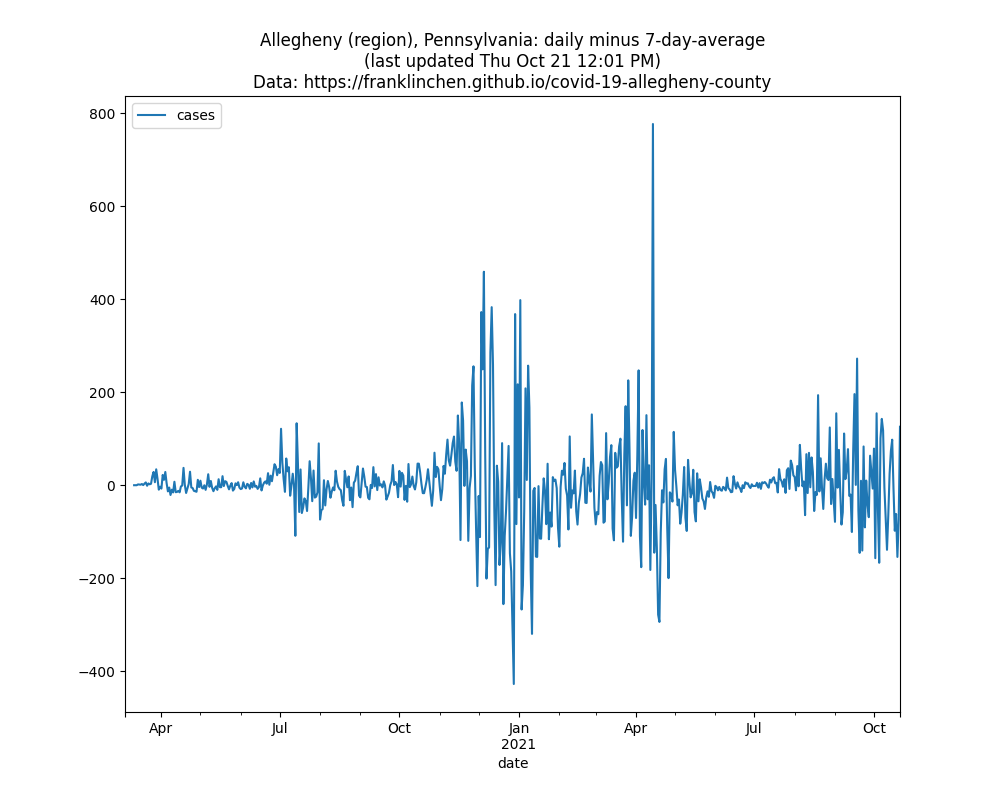 Allegheny (region), Pennsylvania: daily minus 7-day-average
(last updated Thu Oct 21 12:01 PM)
Data: https://franklinchen.github.io/covid-19-allegheny-county
cases
800
600
400
200
0
−200
−400
Apr Jul Oct Jan Apr Jul Oct
2021
date